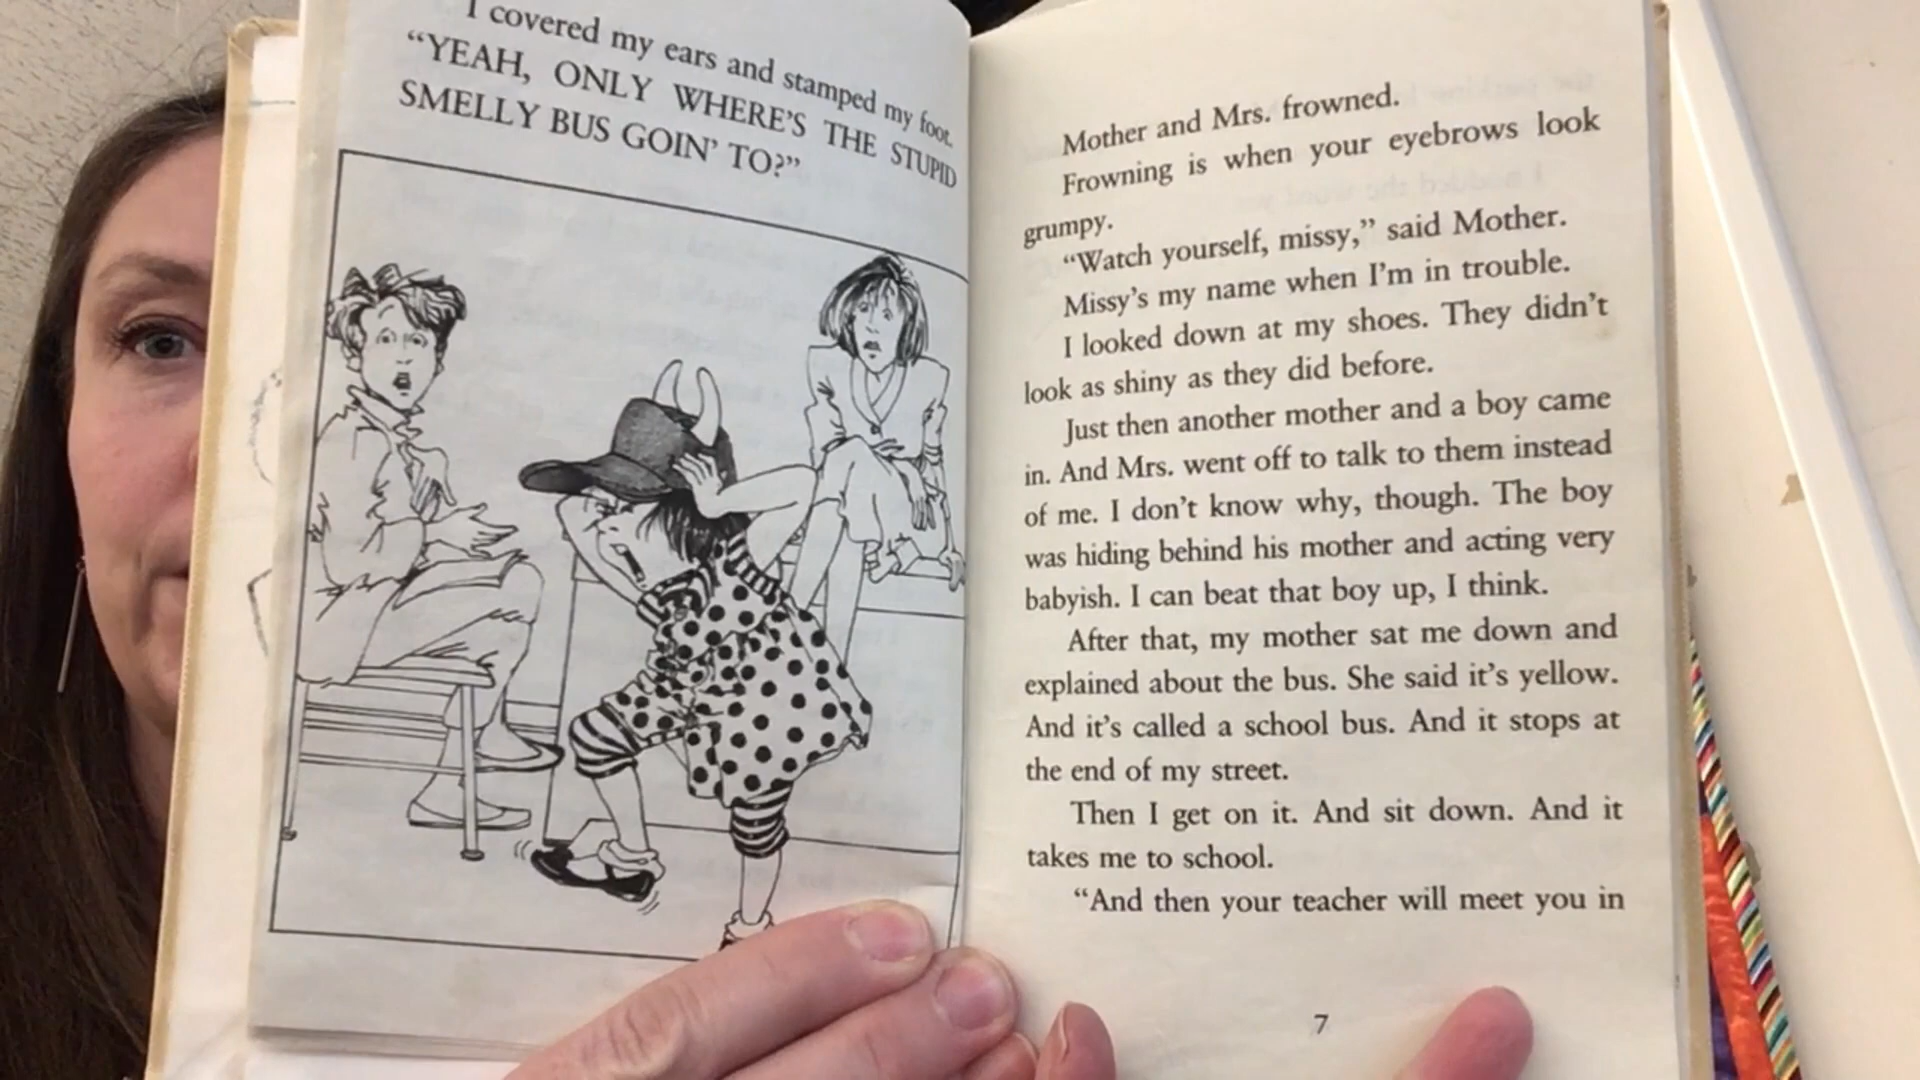 I covered my ears and stamped my foot.
“YEAH, ONLY WHERE’S THE STUPID
SMELLY BUS GOIN’ TO?”
Mother and Mrs. frowned.
Frowning is when your eyebrows look
grumpy.
“Watch yourself, missy,” said Mother.
Missy’s my name when I’m in trouble.
I looked down at my shoes. They didn’t
look as shiny as they did before.
Just then another mother and a boy came
in. And Mrs. went off to talk to them instead
of me. I don’t know why, though. The boy
was hiding behind his mother and acting very
babyish. I can beat that boy up, I think.
After that, my mother sat me down and
explained about the bus. She said it’s yellow.
And it’s called a school bus. And it stops at
the end of my street.
Then I get on it. And sit down. And it
takes me to school.
“And then your teacher will meet you in
7